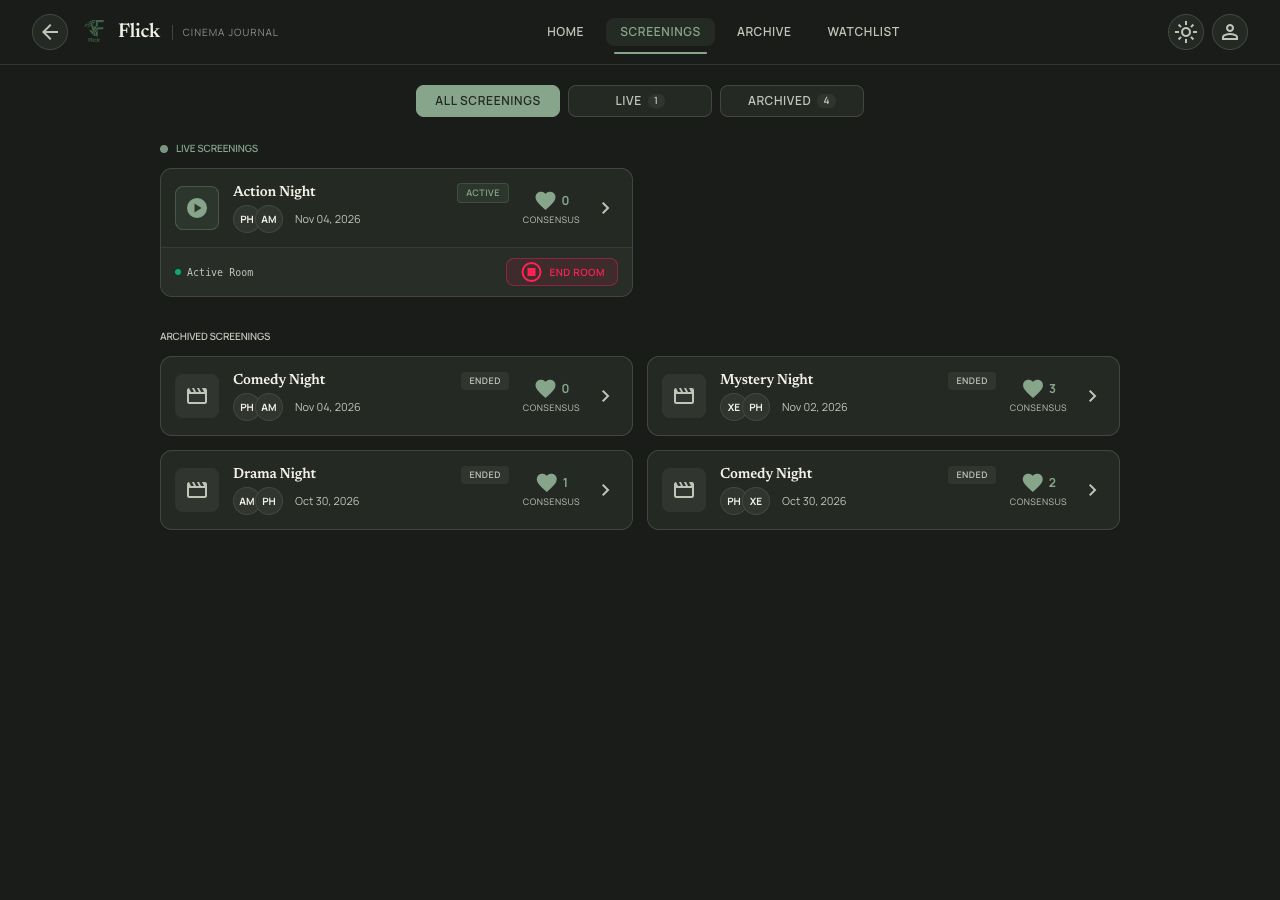 Flick CINEMA JOURNAL HOME SCREENINGS ARCHIVE WATCHLIST
ALL SCREENINGS LIVE 1 ARCHIVED 4
LIVE SCREENINGS
Action Night ACTIVE 0
PH AM Nov 04, 2026 CONSENSUS
Active Room END ROOM
ARCHIVED SCREENINGS
Comedy Night ENDED 0
PH AM Nov 04, 2026 CONSENSUS
Mystery Night ENDED 3
XE PH Nov 02, 2026 CONSENSUS
Drama Night ENDED 1
AM PH Oct 30, 2026 CONSENSUS
Comedy Night ENDED 2
PH XE Oct 30, 2026 CONSENSUS